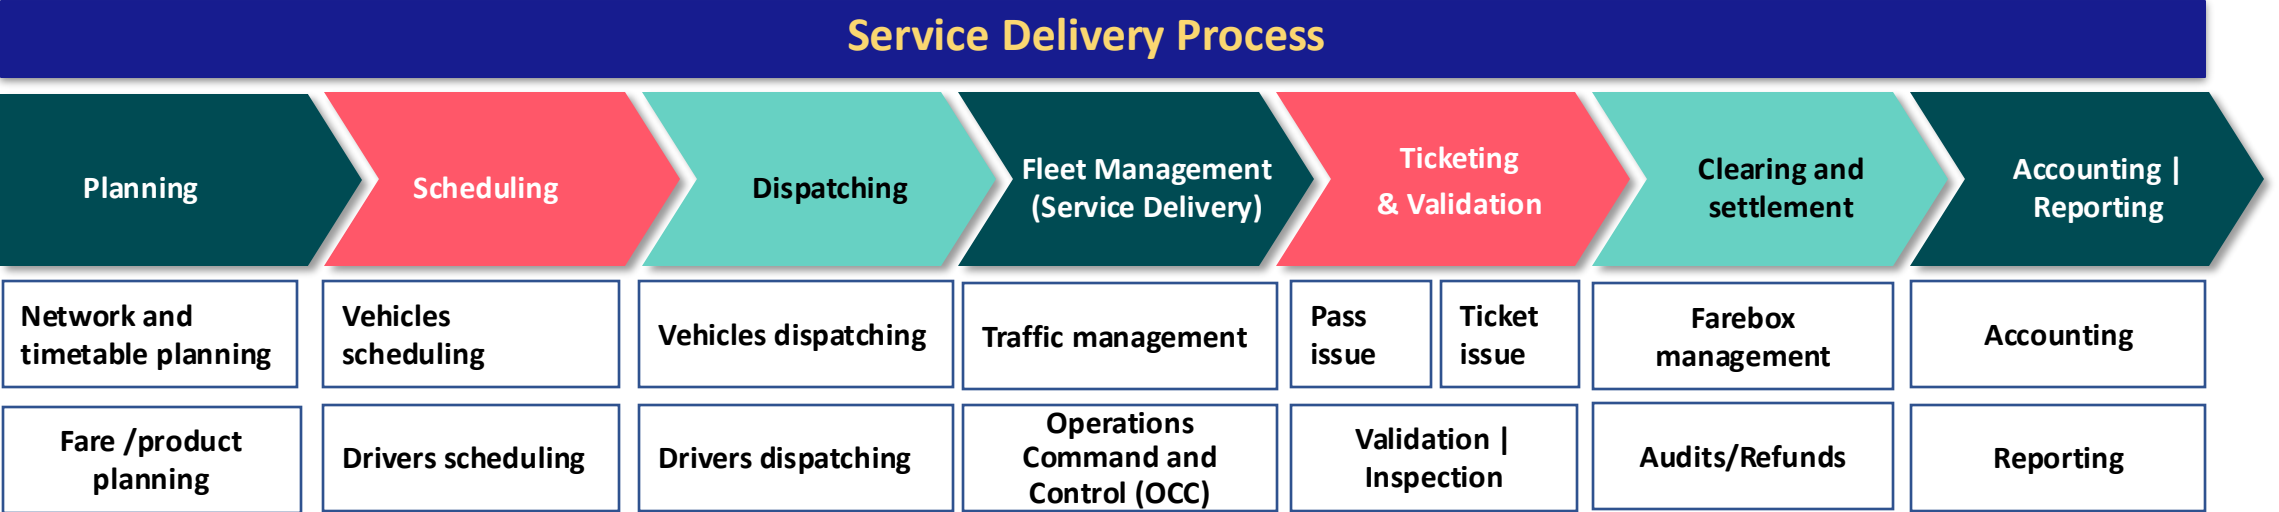 Service Delivery Process
Planning
Scheduling
Dispatching
Fleet Management
(Service Delivery)
Ticketing
& Validation
Clearing and
settlement
Accounting |
Reporting
Network and
timetable planning
Vehicles
scheduling
Vehicles dispatching
Traffic management
Pass
issue
Ticket
issue
Farebox
management
Accounting
Fare /product
planning
Drivers scheduling
Drivers dispatching
Operations
Command and
Control (OCC)
Validation |
Inspection
Audits/Refunds
Reporting